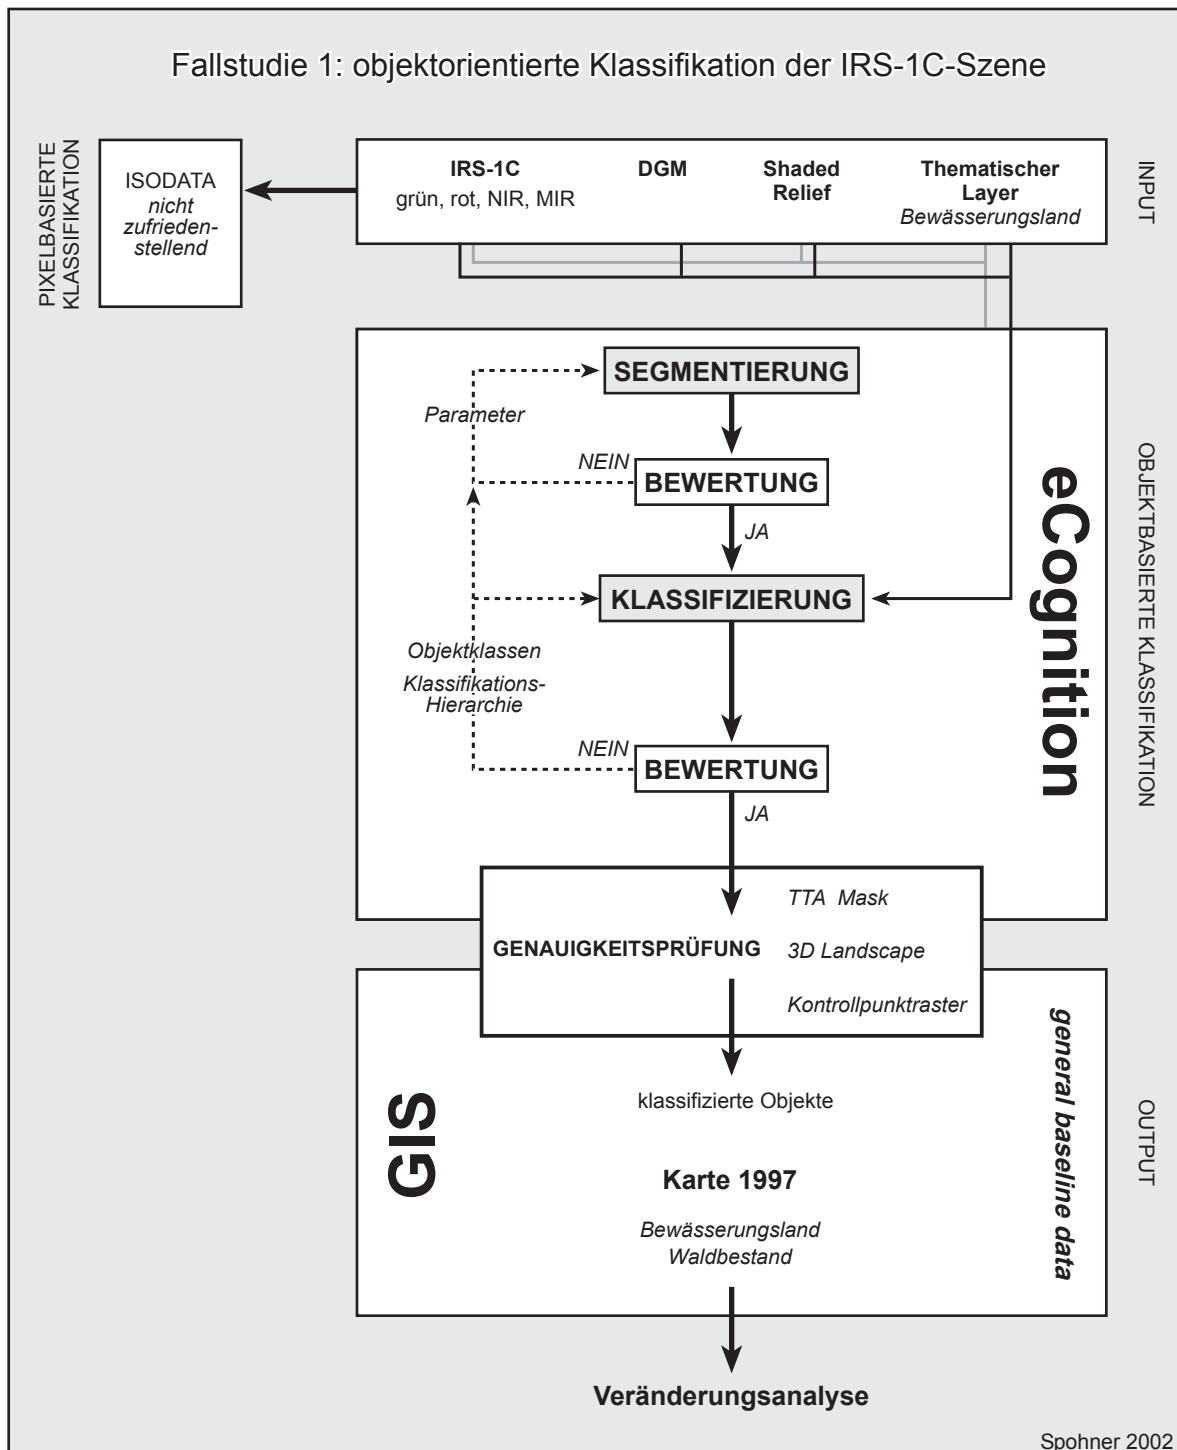 Fallstudie 1: objektorientierte Klassifikation der IRS-1C-Szene
PIXELBASIERTE
KLASSIFIKATION
ISODATA
nicht
zufrieden-
stellend
IRS-1C
grün, rot, NIR, MIR
DGM
Shaded
Relief
Thematischer
Layer
Bewässerungsland
INPUT
SEGMENTIERUNG
Parameter
NEIN
BEWERTUNG
JA
KLASSIFIZIERUNG
Objektklassen
Klassifikations-
Hierarchie
NEIN
BEWERTUNG
JA
eCognition
OBJEKTBASIERTE KLASSIFIKATION
GENAUIGKEITSPRÜFUNG
TTA Mask
3D Landscape
Kontrollpunktraster
GIS
klassifizierte Objekte
Karte 1997
Bewässerungsland
Waldbestand
general baseline data
OUTPUT
Veränderungsanalyse
Spohner 2002